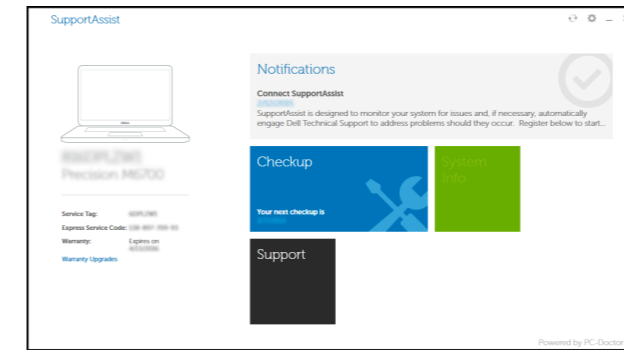 SupportAssist
Notifications
Connect SupportAssist
SupportAssist is designed to monitor your system for issues and, if necessary, automatically
engage Dell Technical Support to address problems should they occur. Register below to start...
Precision M6700
Checkup
System
Info
Your next checkup is
Service Tag:
Express Service Code:
Warranty: Expires on
Warranty Upgrades
Support
Powered by PC-Doctor